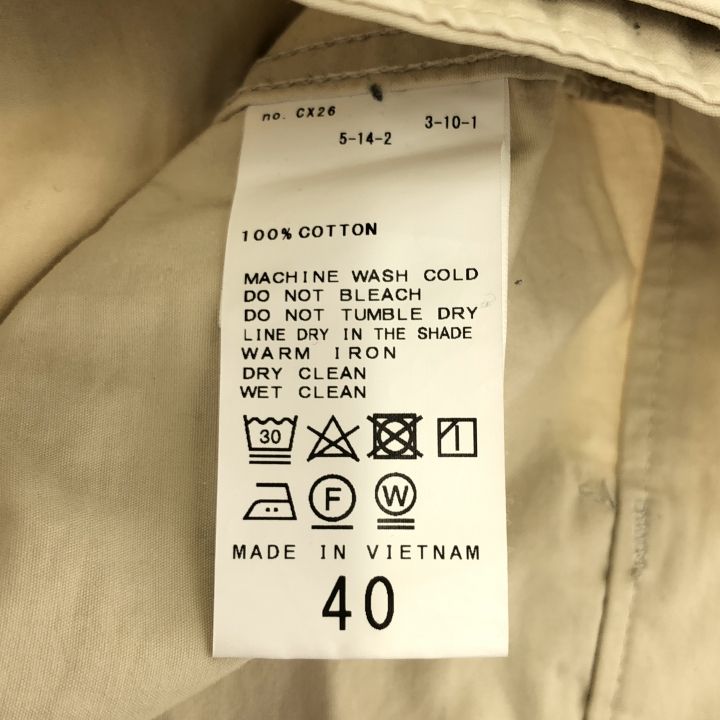 no. CX26
5-14-2 3-10-1
100% COTTON
MACHINE WASH COLD
DO NOT BLEACH
DO NOT TUMBLE DRY
LINE DRY IN THE SHADE
WARM IRON
DRY CLEAN
WET CLEAN
30
F W
MADE IN VIETNAM
40